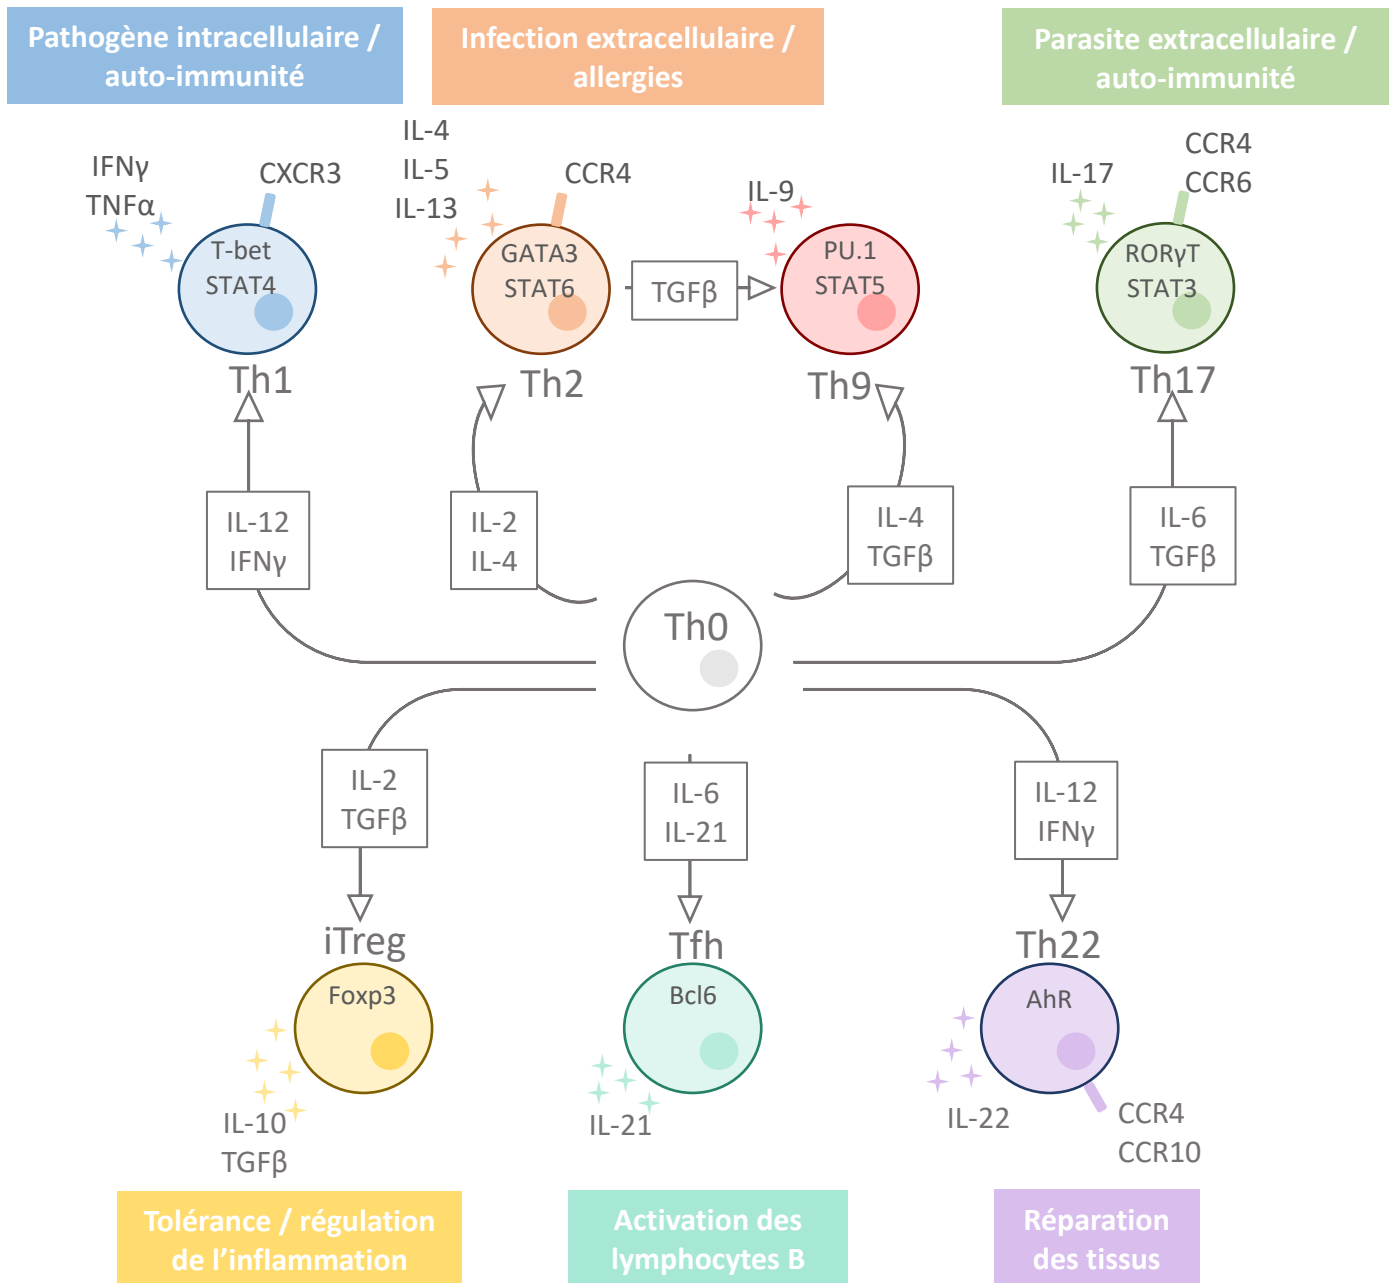 Pathogène intracellulaire /
auto-immunité
Infection extracellulaire /
allergies
Parasite extracellulaire /
auto-immunité
IFNγ
TNFα
CXCR3
T-bet
STAT4
Th1
IL-4
IL-5
IL-13
CCR4
GATA3
STAT6
Th2
TGFβ
IL-9
PU.1
STAT5
Th9
IL-17
CCR4
CCR6
RORγT
STAT3
Th17
IL-12
IFNγ
IL-2
IL-4
IL-4
TGFβ
IL-6
TGFβ
Th0
IL-2
TGFβ
IL-6
IL-21
IL-12
IFNγ
iTreg
Foxp3
IL-10
TGFβ
Tfh
Bcl6
IL-21
Th22
AhR
IL-22
CCR4
CCR10
Tolérance / régulation
de l’inflammation
Activation des
lymphocytes B
Réparation
des tissus